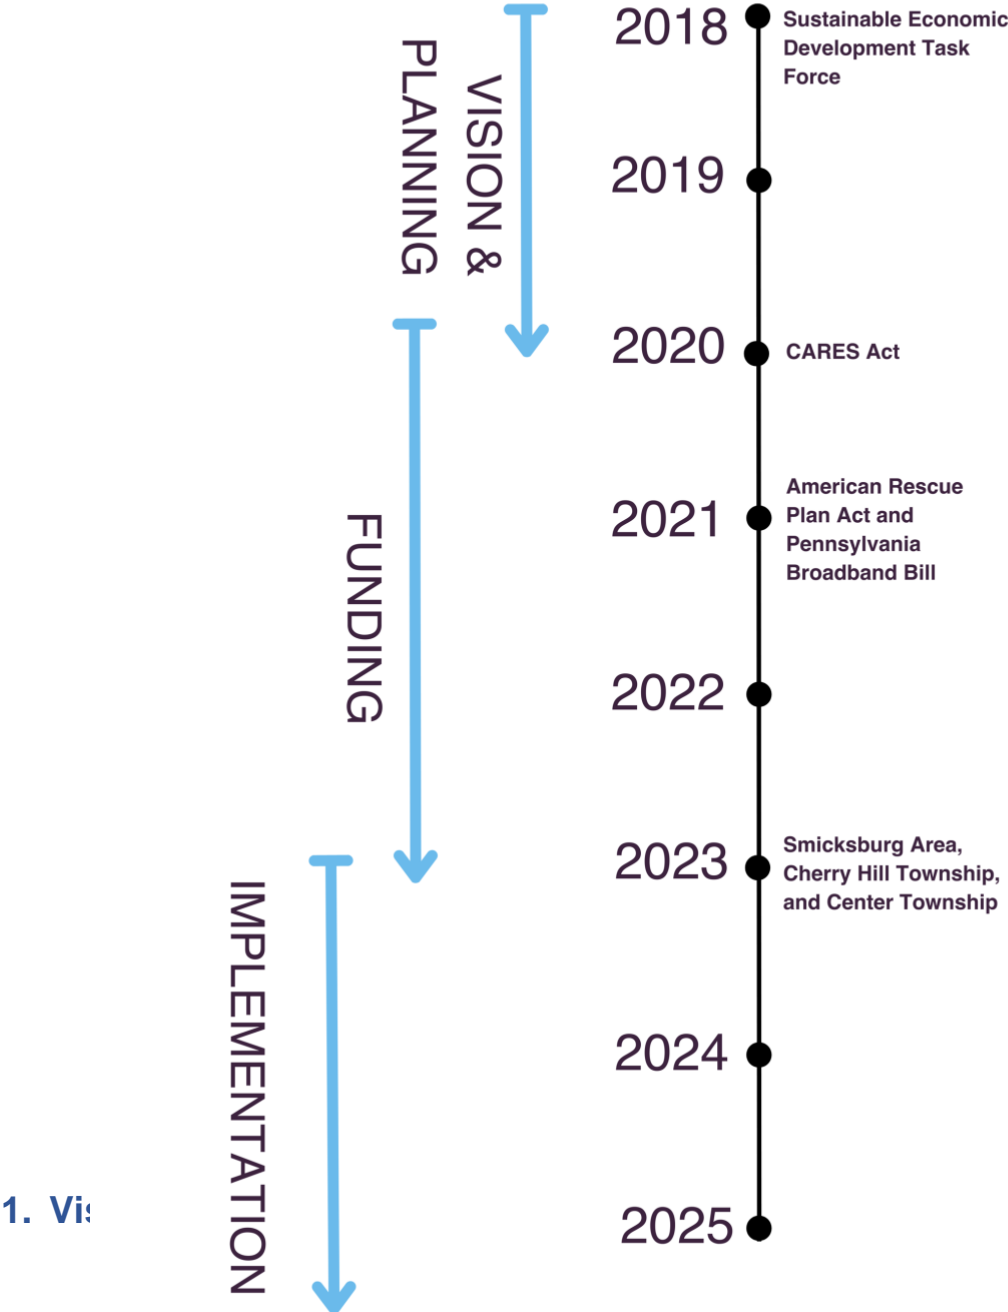 VISION &
PLANNING
FUNDING
IMPLEMENTATION
2018
Sustainable Economic
Development Task
Force
2019
2020
CARES Act
2021
American Rescue
Plan Act and
Pennsylvania
Broadband Bill
2022
2023
Smicksburg Area,
Cherry Hill Township,
and Center Township
2024
2025
1.